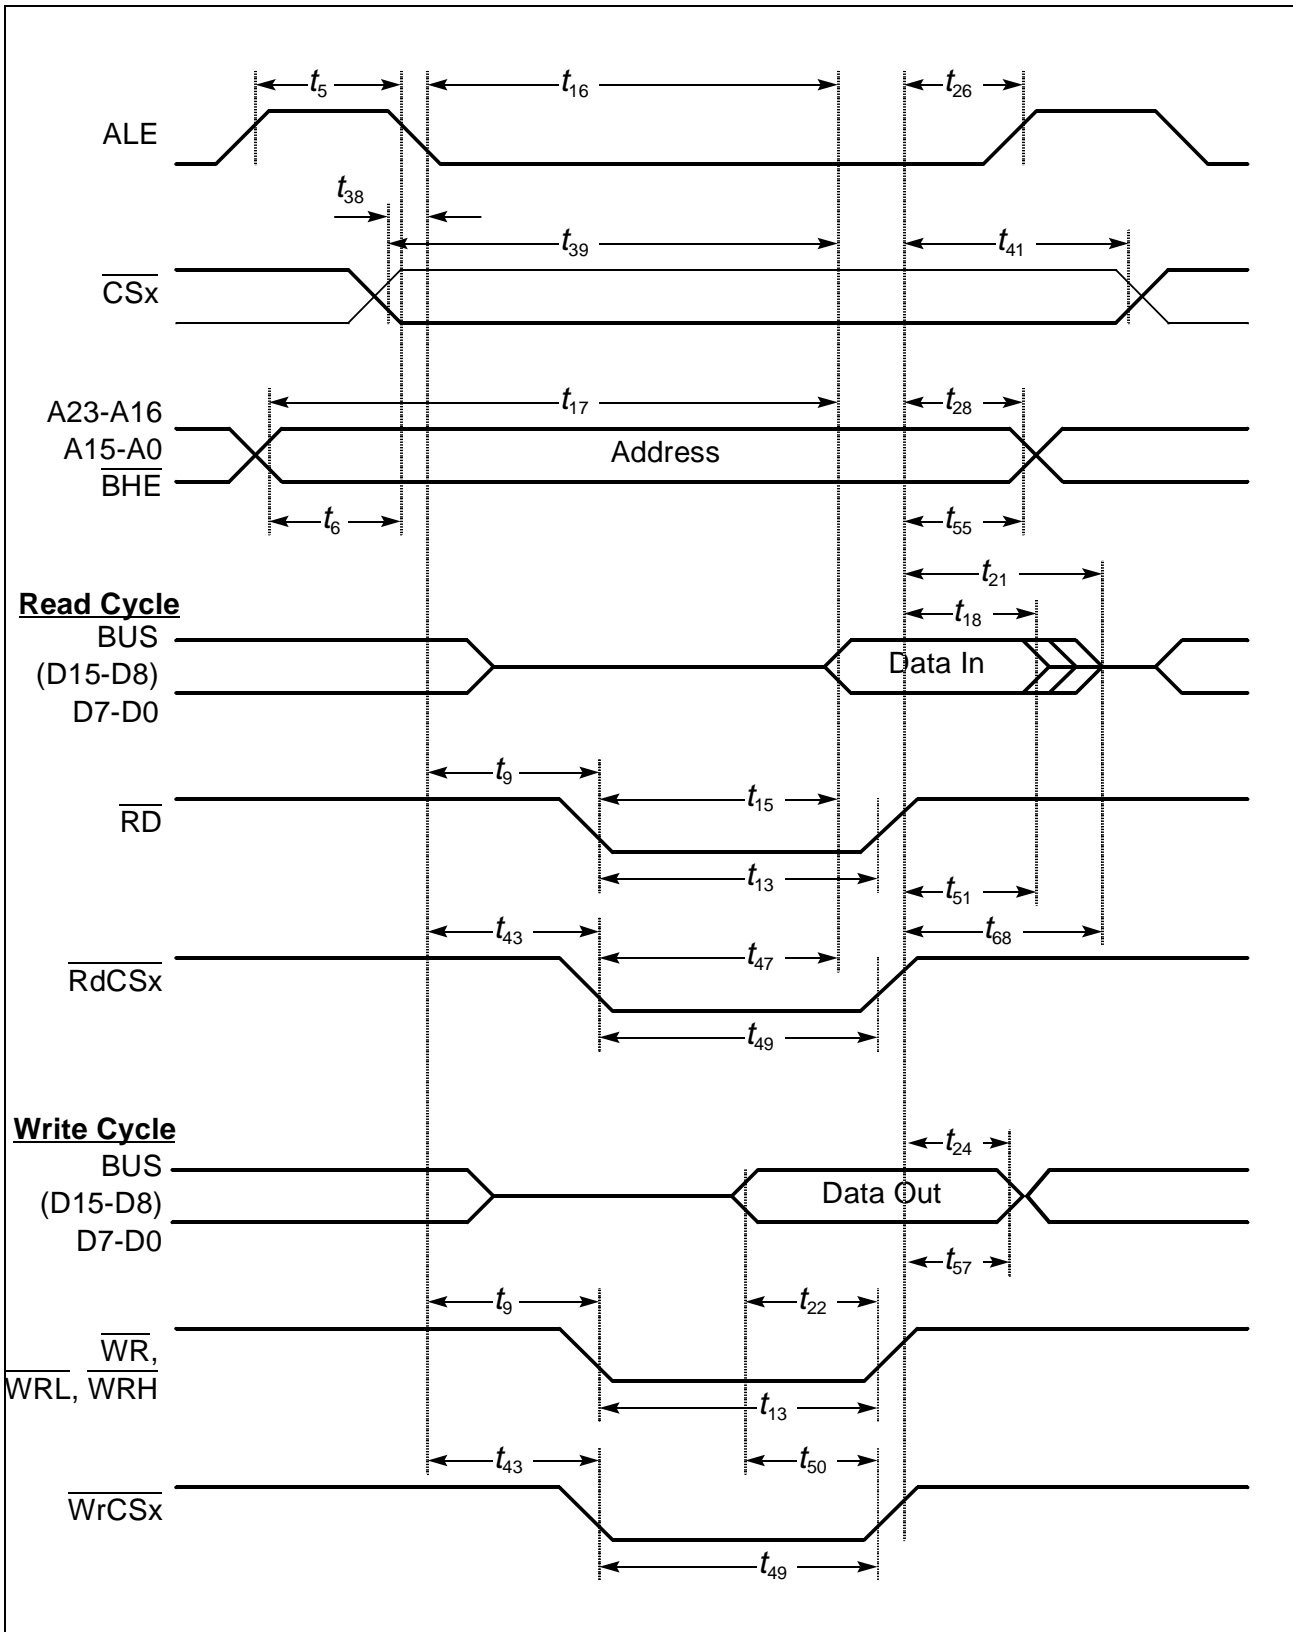 t5
t16
t26
ALE
t38
t39
t41
CSx
t17
t28
A23-A16
A15-A0
BHE
Address
t6
t55
t21
Read Cycle
t18
BUS
(D15-D8)
D7-D0
Data In
t9
t15
RD
t13
t51
t43
t47
t68
RdCSx
t49
Write Cycle
t24
BUS
(D15-D8)
D7-D0
Data Out
t57
t9
t22
WR,
WRL, WRH
t13
t43
t50
WrCSx
t49